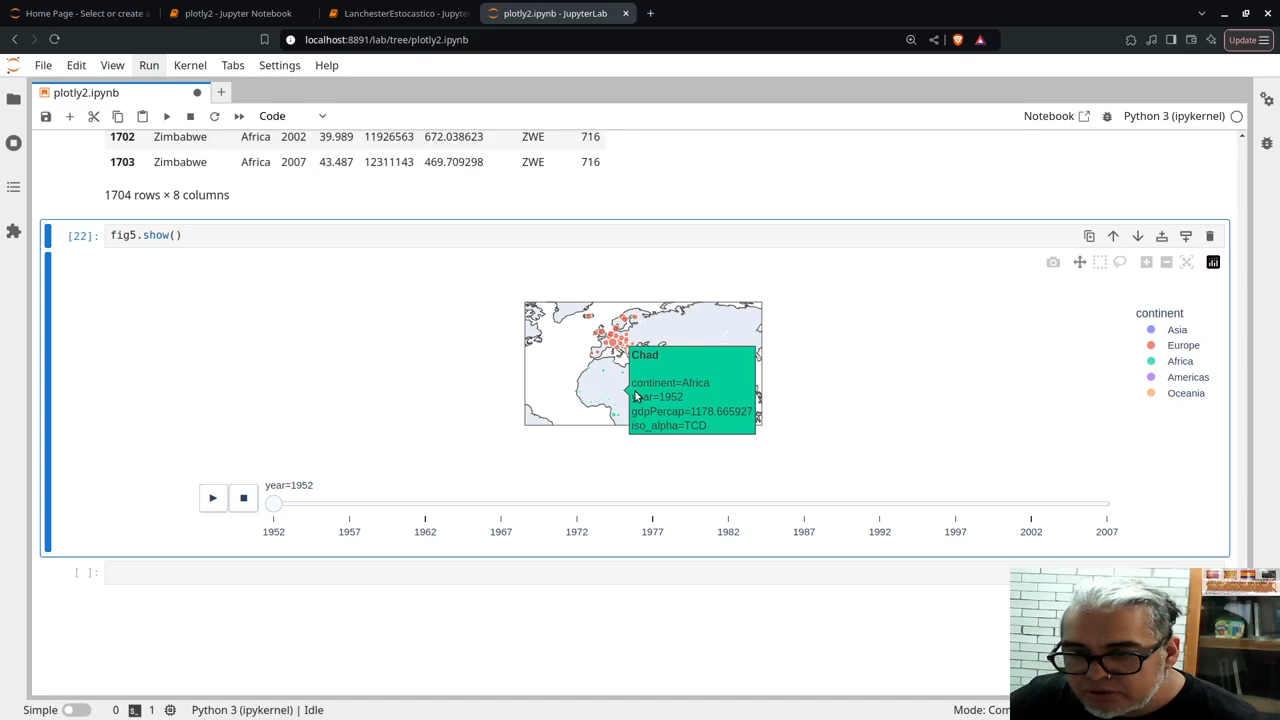 Home Page - Select or create a
plotly2 - Jupyter Notebook
LanchesterEstocastico - Jupyter
plotly2.ipynb - JupyterLab
localhost:8891/lab/tree/plotly2.ipynb
Update
File Edit View Run Kernel Tabs Settings Help
plotly2.ipynb
Code
Notebook
Python 3 (ipykernel)
1702 Zimbabwe Africa 2002 39.989 11926563 672.038623 ZWE 716
1703 Zimbabwe Africa 2007 43.487 12311143 469.709298 ZWE 716
1704 rows × 8 columns
[22]: fig5.show()
continent
Asia
Europe
Africa
Americas
Oceania
Chad
continent=Africa
year=1952
gdpPercap=1178.665927
iso_alpha=TCD
year=1952
1952 1957 1962 1967 1972 1977 1982 1987 1992 1997 2002 2007
[ ]:
Simple 0 1 Python 3 (ipykernel) | Idle
Mode: